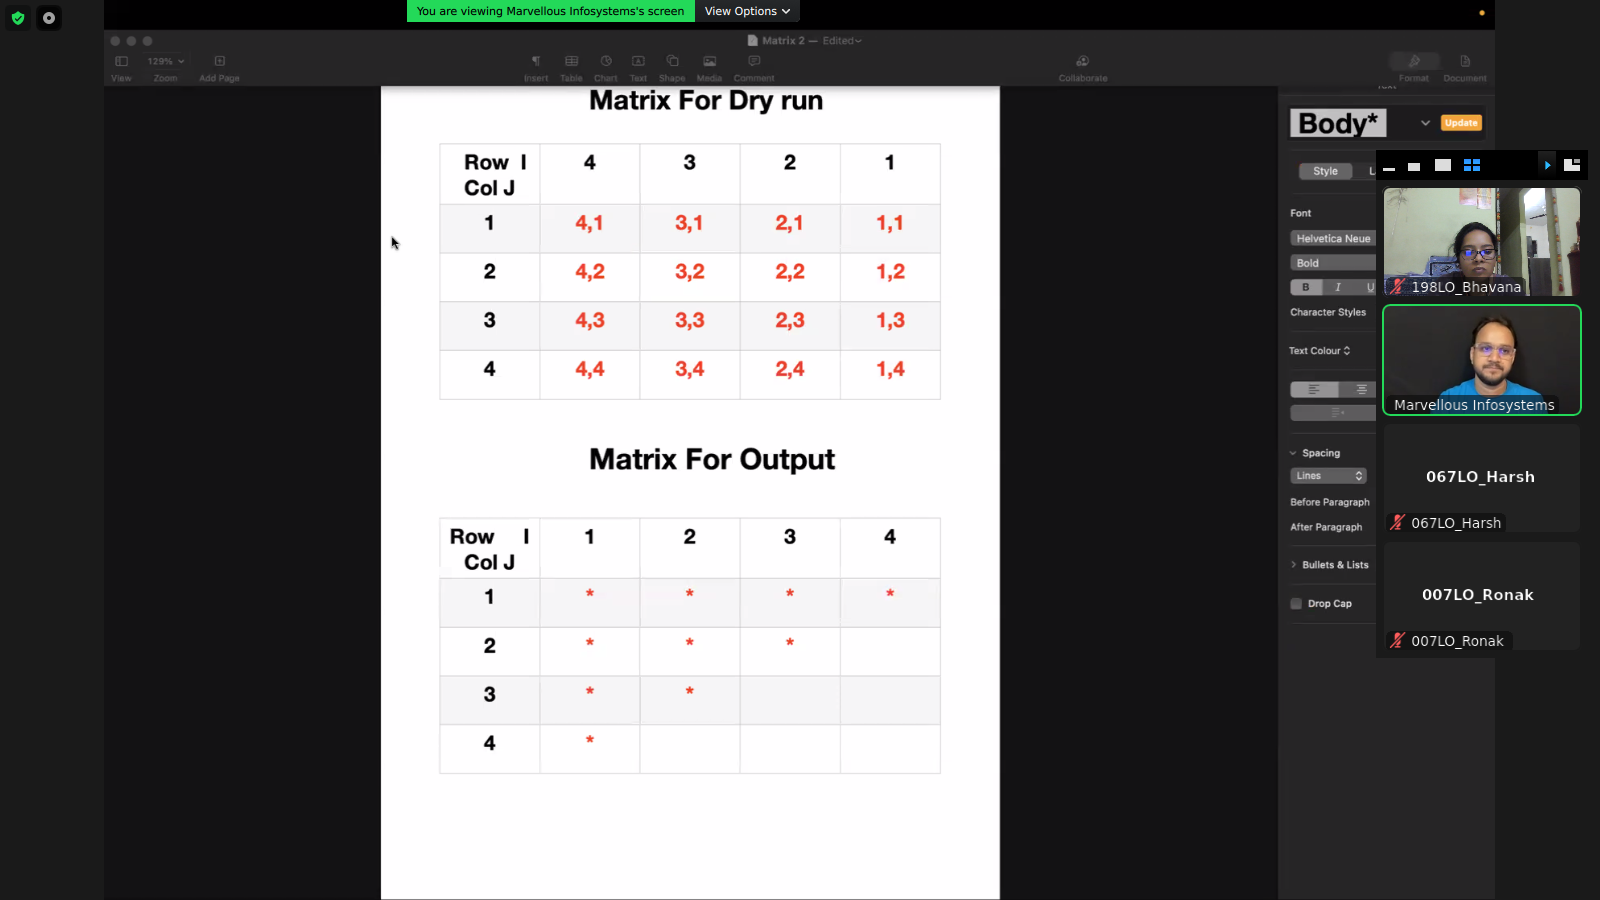 You are viewing Marvellous Infosystems's screen
View Options
Matrix 2 — Edited
View
129%
Zoom
Add Page
Insert
Table
Chart
Text
Shape
Media
Comment
Collaborate
Format
Document
Matrix For Dry run
Row I 4 3 2 1
Col J
1 4,1 3,1 2,1 1,1
2 4,2 3,2 2,2 1,2
3 4,3 3,3 2,3 1,3
4 4,4 3,4 2,4 1,4
Matrix For Output
Row I 1 2 3 4
Col J
1 * * * *
2 * * *
3 * *
4 *
Text
Body*
Update
Style
Font
Helvetica Neue
Bold
B I U
Character Styles
Text Colour
Spacing
Lines
Before Paragraph
After Paragraph
Bullets & Lists
Drop Cap
198LO_Bhavana
Marvellous Infosystems
067LO_Harsh
067LO_Harsh
007LO_Ronak
007LO_Ronak